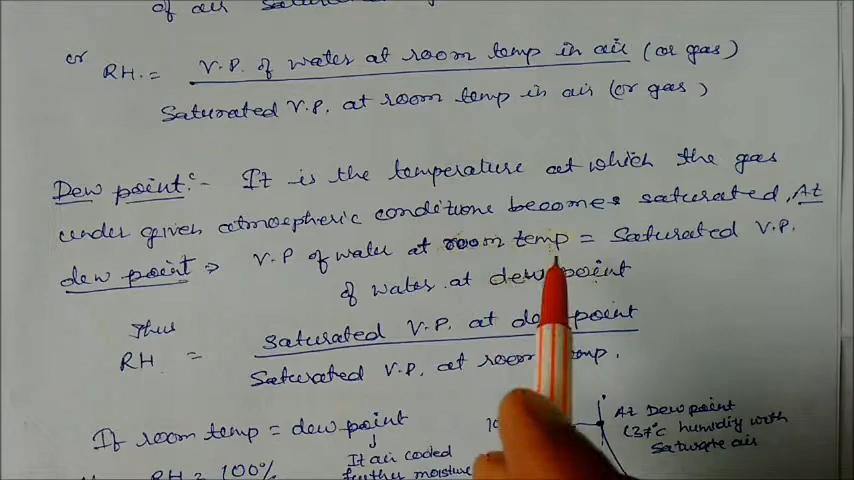 of air
or RH. = V.P. of water at room temp in air (or gas)
Saturated V.P. at room temp in air (or gas)
Dew point:- It is the temperature at which the gas
under given atmospheric conditions becomes saturated. At
dew point ⇒ V.P of water at room temp = Saturated V.P.
of water at dew point
Thus
RH = Saturated V.P. at dew point
Saturated V.P. at room temp.
If room temp = dew point
↓
It air cooled
further moisture
RH = 100%
At Dew point
(37°c humidity with
Saturate air